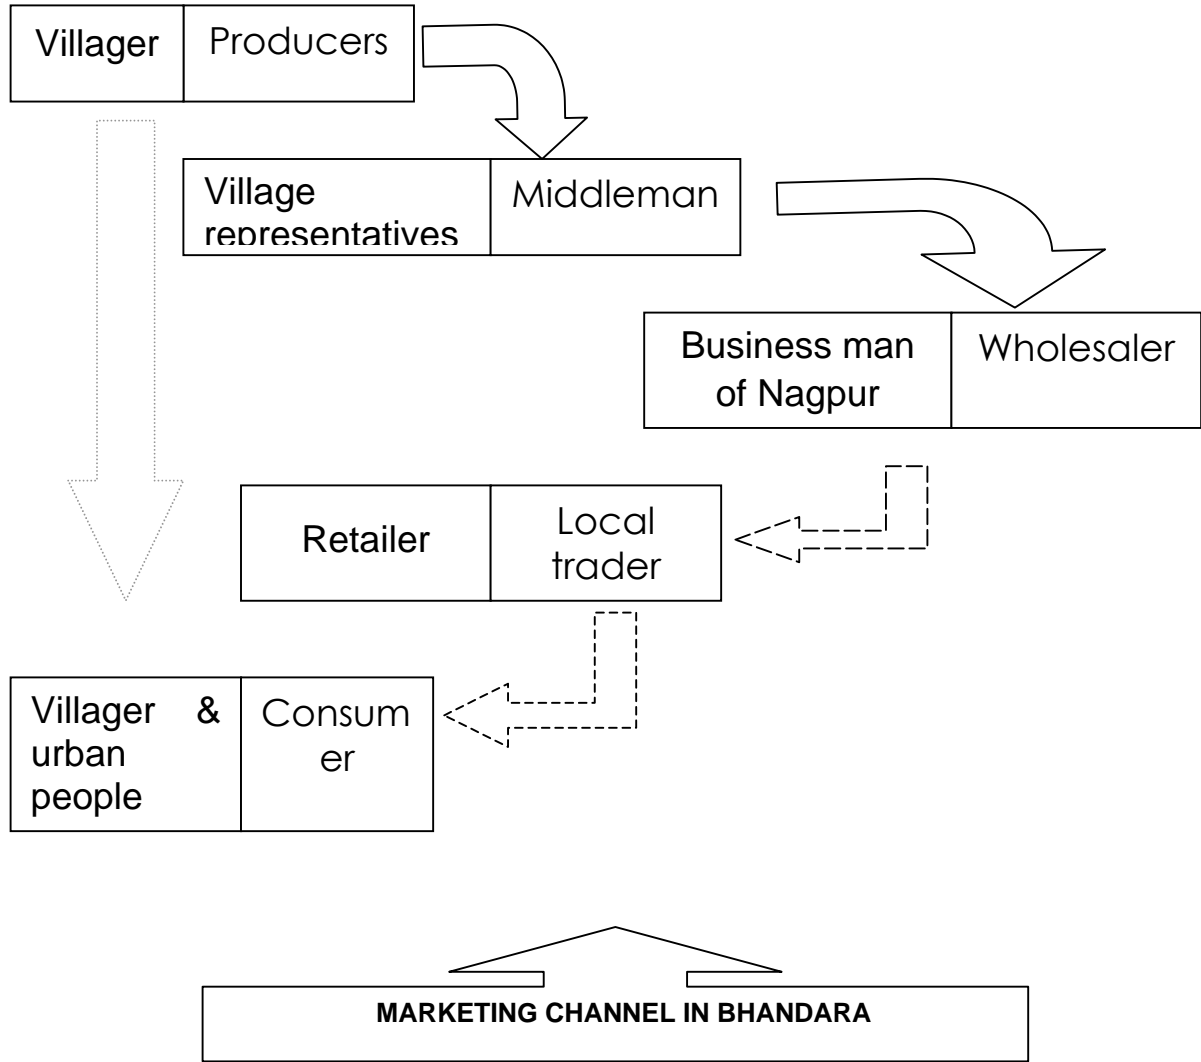 Villager
Producers
Village
representatives
Middleman
Business man
of Nagpur
Wholesaler
Retailer
Local
trader
Villager &
urban
people
Consum
er
MARKETING CHANNEL IN BHANDARA